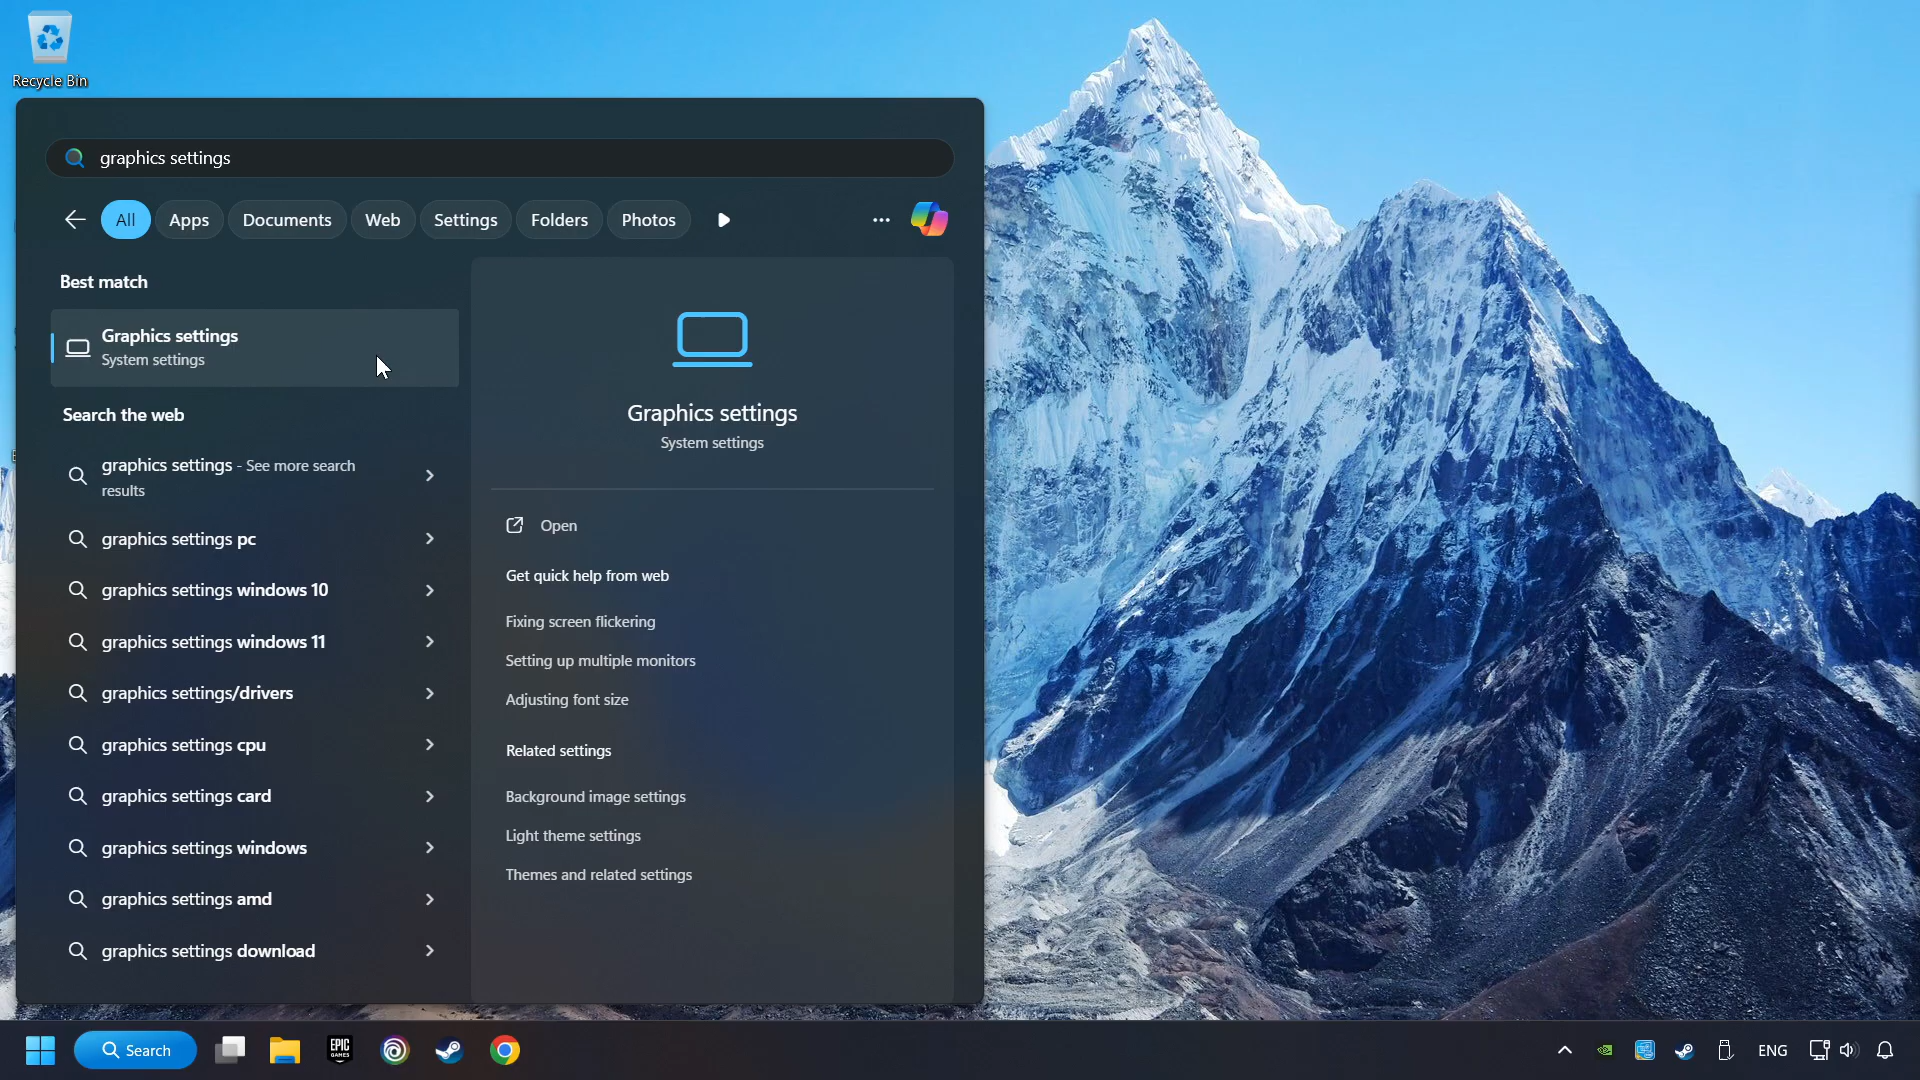 Recycle Bin
graphics settings
All
Apps
Documents
Web
Settings
Folders
Photos
Best match
Graphics settings
System settings
Search the web
graphics settings - See more search
results
graphics settings pc
graphics settings windows 10
graphics settings windows 11
graphics settings/drivers
graphics settings cpu
graphics settings card
graphics settings windows
graphics settings amd
graphics settings download
Graphics settings
System settings
Open
Get quick help from web
Fixing screen flickering
Setting up multiple monitors
Adjusting font size
Related settings
Background image settings
Light theme settings
Themes and related settings
Search
EPIC
GAMES
ENG